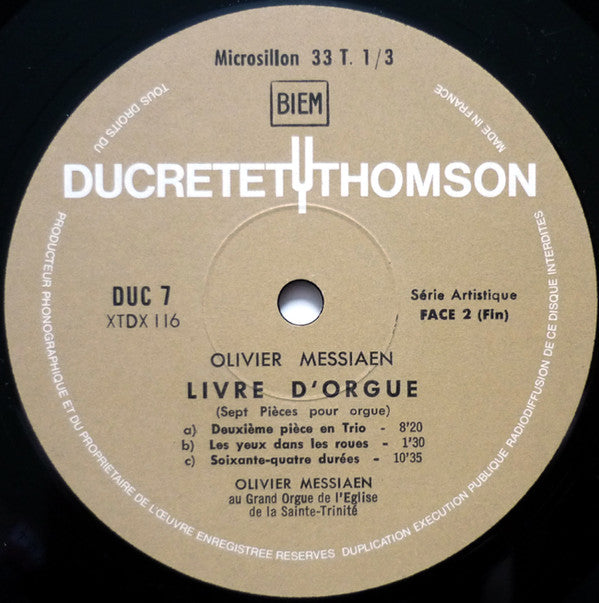 Microsillon 33 T. 1/3
BIEM
DUCRETET THOMSON
DUC 7
XTDX 116
Série Artistique
FACE 2 (Fin)
OLIVIER MESSIAEN
LIVRE D'ORGUE
(Sept Pièces pour orgue)
a) Deuxième pièce en Trio - 8'20
b) Les yeux dans les roues - 1'30
c) Soixante-quatre durées - 10'35
OLIVIER MESSIAEN
au Grand Orgue de l'Eglise
de la Sainte-Trinité
TOUS DROITS DU PRODUCTEUR PHONOGRAPHIQUE ET DU PROPRIETAIRE DE L'ŒUVRE ENREGISTREE RESERVES DUPLICATION EXECUTION PUBLIQUE RADIODIFFUSION DE CE DISQUE INTERDITES
MADE IN FRANCE